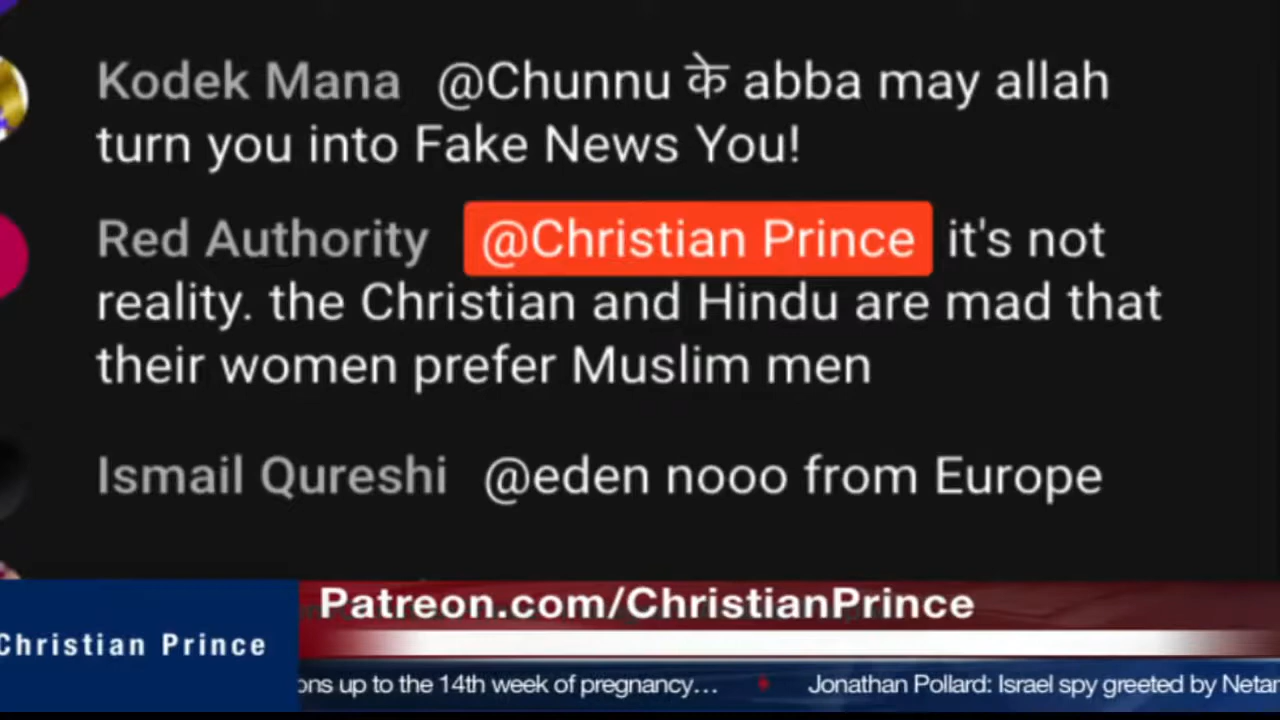 Kodek Mana @Chunnu के abba may allah
turn you into Fake News You!
Red Authority @Christian Prince it's not
reality. the Christian and Hindu are mad that
their women prefer Muslim men
Ismail Qureshi @eden nooo from Europe
Patreon.com/ChristianPrince
Christian Prince
ons up to the 14th week of pregnancy... Jonathan Pollard: Israel spy greeted by Netan